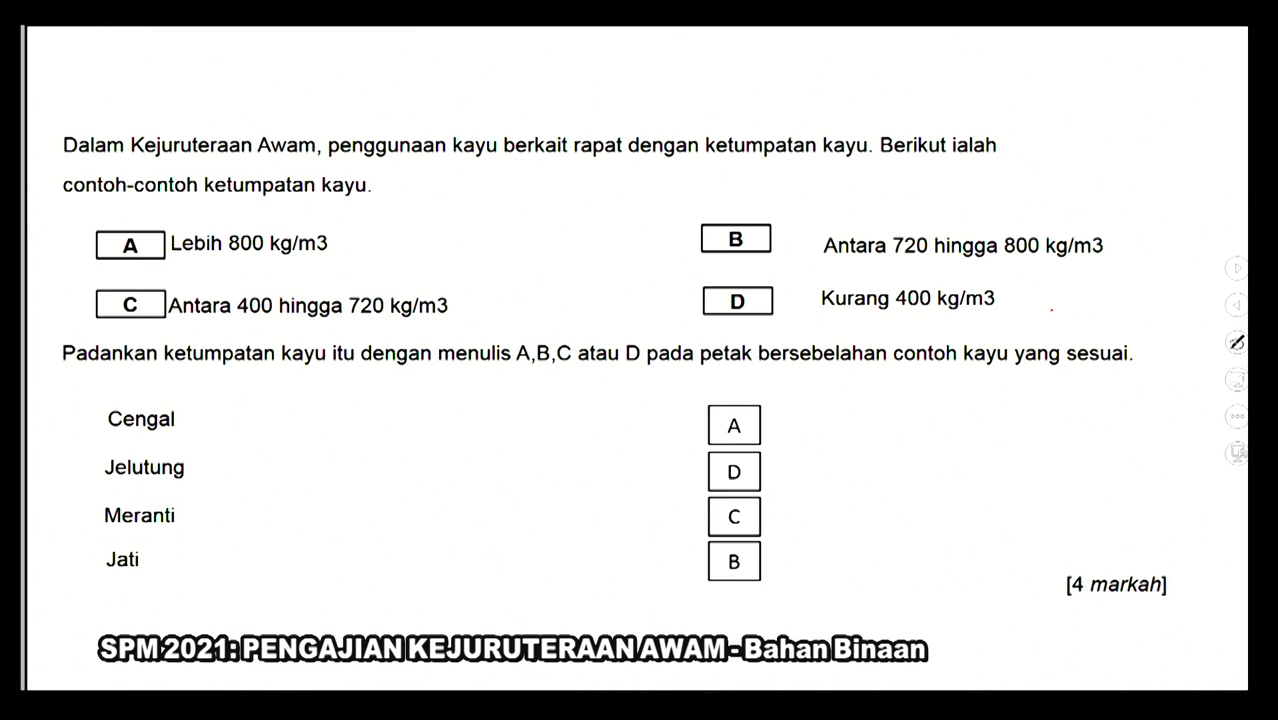 Dalam Kejuruteraan Awam, penggunaan kayu berkait rapat dengan ketumpatan kayu. Berikut ialah
contoh-contoh ketumpatan kayu.
A Lebih 800 kg/m3
B Antara 720 hingga 800 kg/m3
C Antara 400 hingga 720 kg/m3
D Kurang 400 kg/m3
Padankan ketumpatan kayu itu dengan menulis A,B,C atau D pada petak bersebelahan contoh kayu yang sesuai.
Cengal A
Jelutung D
Meranti C
Jati B
[4 markah]
SPM 2021: PENGAJIAN KEJURUTERAAN AWAM - Bahan Binaan